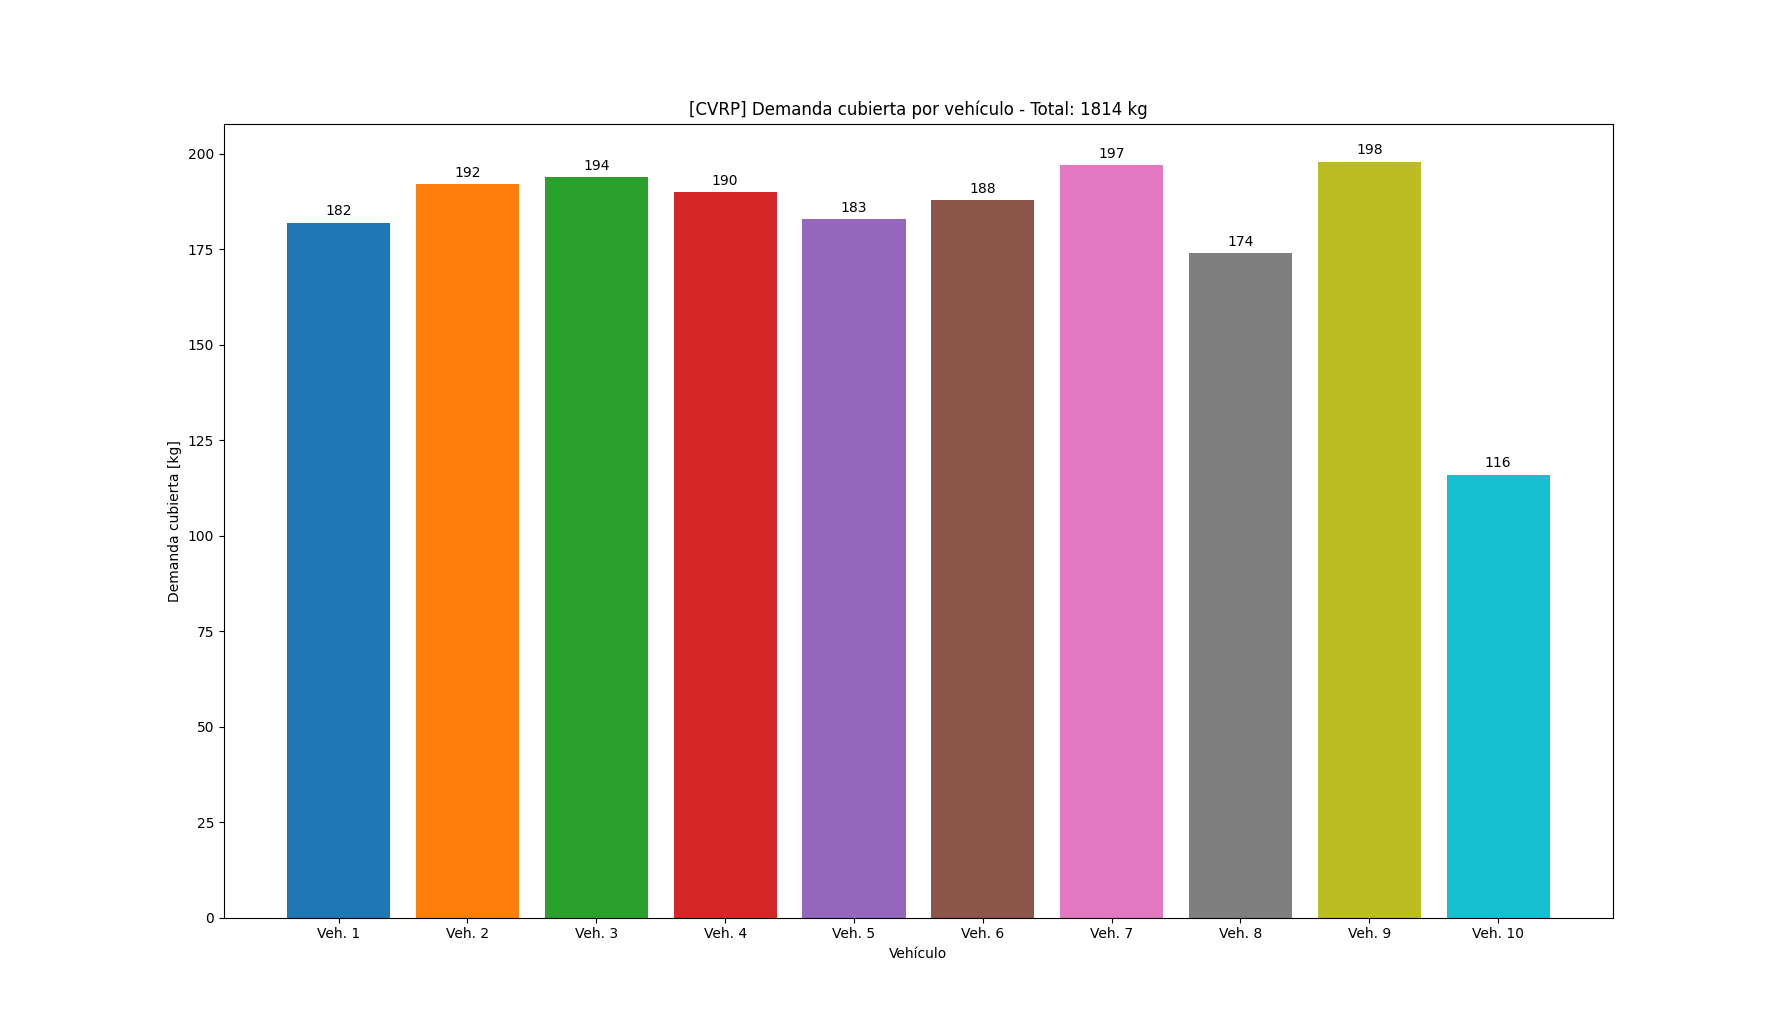 [CVRP] Demanda cubierta por vehículo - Total: 1814 kg
200
175
150
125
100
75
50
25
0
Demanda cubierta [kg]
182
192
194
190
183
188
197
174
198
116
Veh. 1
Veh. 2
Veh. 3
Veh. 4
Veh. 5
Veh. 6
Veh. 7
Veh. 8
Veh. 9
Veh. 10
Vehículo